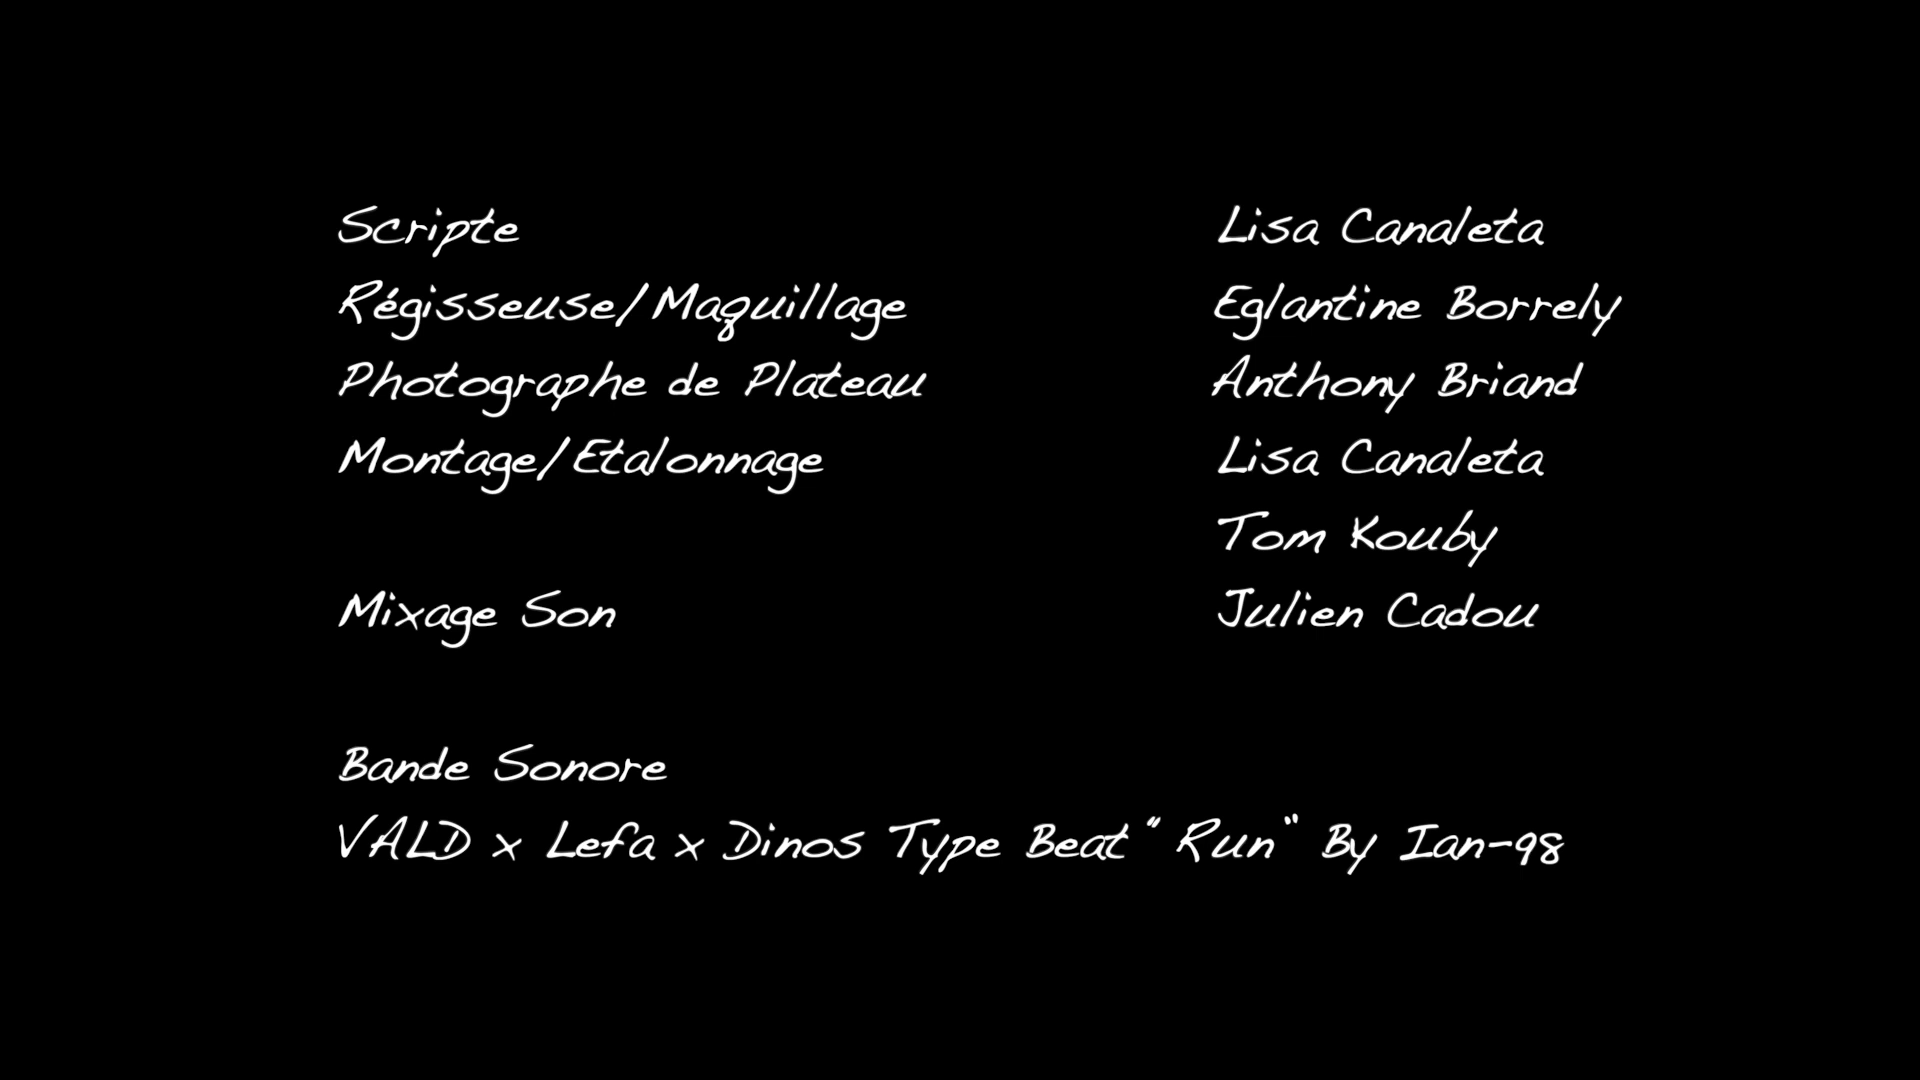 Scripte Lisa Canaleta
Régisseuse/Maquillage Eglantine Borrely
Photographe de Plateau Anthony Briand
Montage/Etalonnage Lisa Canaleta
Tom Kouby
Mixage Son Julien Cadou
Bande Sonore
VALD x Lefa x Dinos Type Beat " Run" By Ian-98